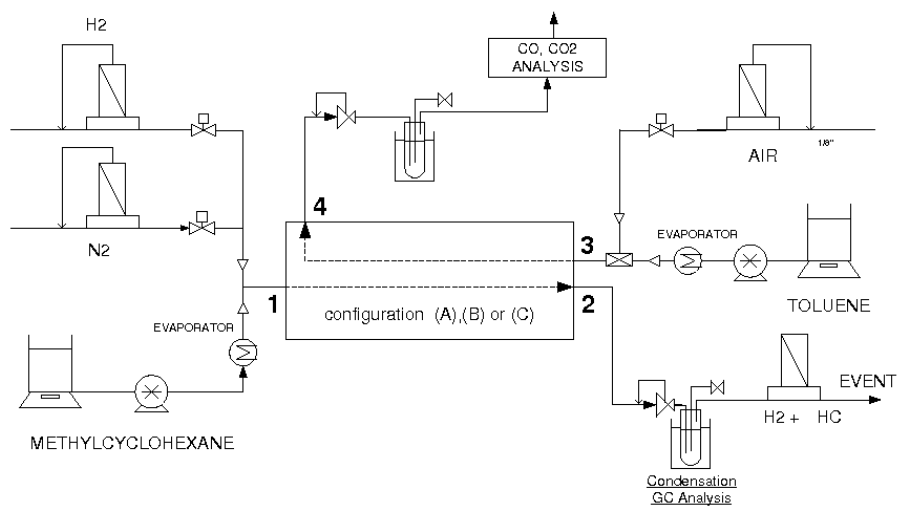 H2
CO, CO2
ANALYSIS
AIR
1/8"
N2
4
3
EVAPORATOR
TOLUENE
1
2
configuration (A),(B) or (C)
EVAPORATOR
METHYLCYCLOHEXANE
EVENT
H2 + HC
Condensation
GC Analysis